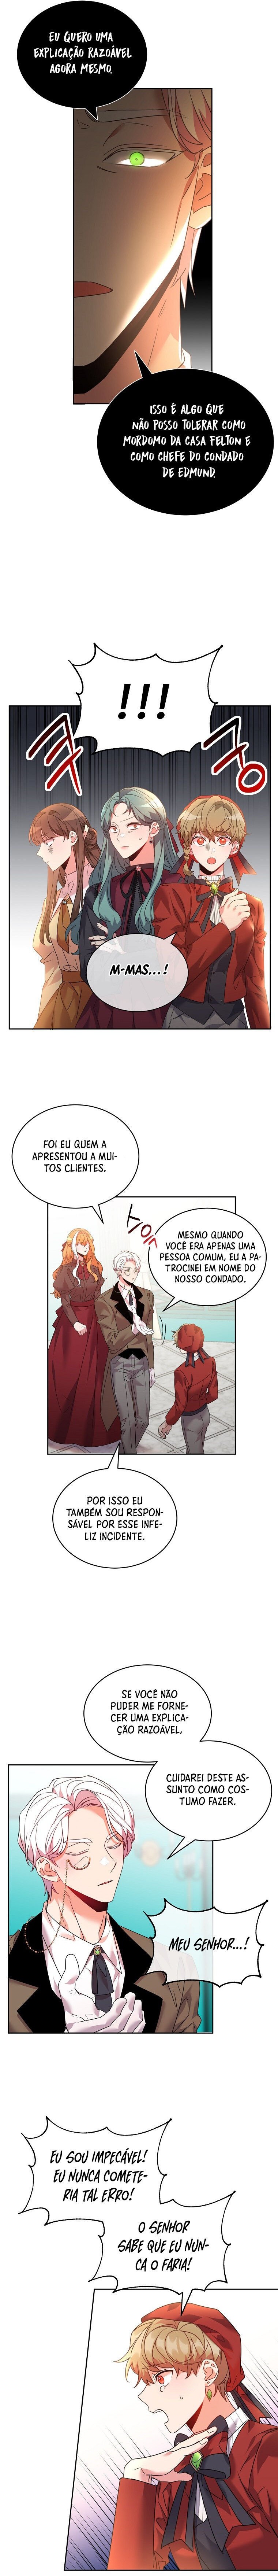 EU QUERO UMA
EXPLICAÇÃO RAZOÁVEL
AGORA MESMO.
ISSO É ALGO QUE
NÃO POSSO TOLERAR COMO
MORDOMO DA CASA FELTON E
COMO CHEFE DO CONDADO
DE EDMUND.
!!!
M-MAS...!
FOI EU QUEM A
APRESENTOU A MUI-
TOS CLIENTES.
MESMO QUANDO
VOCÊ ERA APENAS UMA
PESSOA COMUM, EU A PA-
TROCINEI EM NOME DO
NOSSO CONDADO.
POR ISSO EU
TAMBÉM SOU RESPON-
SÁVEL POR ESSE INFE-
LIZ INCIDENTE.
SE VOCÊ NÃO
PUDER ME FORNE-
CER UMA EXPLICA-
ÇÃO RAZOÁVEL,
CUIDAREI DESTE AS-
SUNTO COMO COS-
TUMO FAZER.
MEU SENHOR...!
EU SOU IMPECÁVEL!
EU NUNCA COMETE-
RIA TAL ERRO!
O SENHOR
SABE QUE EU NUN-
CA O FARIA!